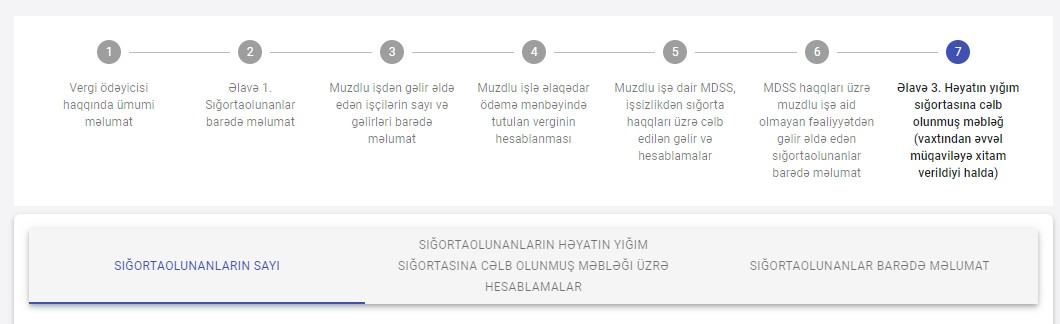 1
2
3
4
5
6
7
Vergi ödəyicisi
haqqında ümumi
məlumat
Əlavə 1.
Sığortaolunanlar
barədə məlumat
Muzdlu işdən gəlir əldə
edən işçilərin sayı və
gəlirləri barədə
məlumat
Muzdlu işlə əlaqədar
ödəmə mənbəyində
tutulan verginin
hesablanması
Muzdlu işə dair MDSS,
işsizlikdən sığorta
haqqları üzrə cəlb
edilən gəlir və
hesablamalar
MDSS haqqları üzrə
muzdlu işə aid
olmayan fəaliyyətdən
gəlir əldə edən
sığortaolunanlar
barədə məlumat
Əlavə 3. Həyatın yığım
sığortasına cəlb
olunmuş məbləğ
(vaxtından əvvəl
müqaviləyə xitam
verildiyi halda)
SIĞORTAOLUNANLARIN SAYI
SIĞORTAOLUNANLARIN HƏYATIN YIĞIM
SIĞORTASINA CƏLB OLUNMUŞ MƏBLƏĞİ ÜZRƏ
HESABLAMALAR
SIĞORTAOLUNANLAR BARƏDƏ MƏLUMAT